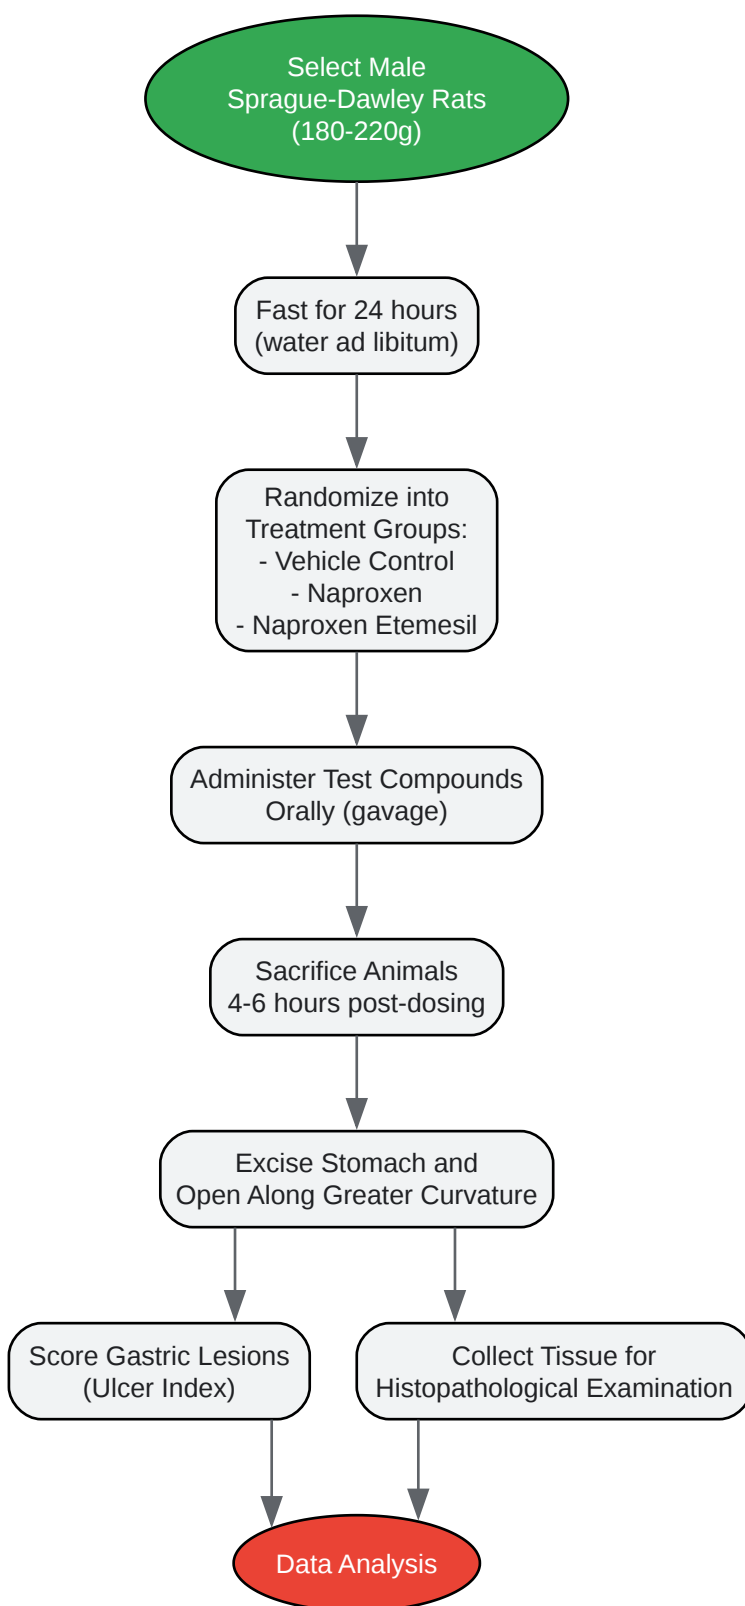 Select Male
Sprague-Dawley Rats
(180-220g)
Fast for 24 hours
(water ad libitum)
Randomize into
Treatment Groups:
- Vehicle Control
- Naproxen
- Naproxen Etemesil
Administer Test Compounds
Orally (gavage)
Sacrifice Animals
4-6 hours post-dosing
Excise Stomach and
Open Along Greater Curvature
Score Gastric Lesions
(Ulcer Index)
Collect Tissue for
Histopathological Examination
Data Analysis